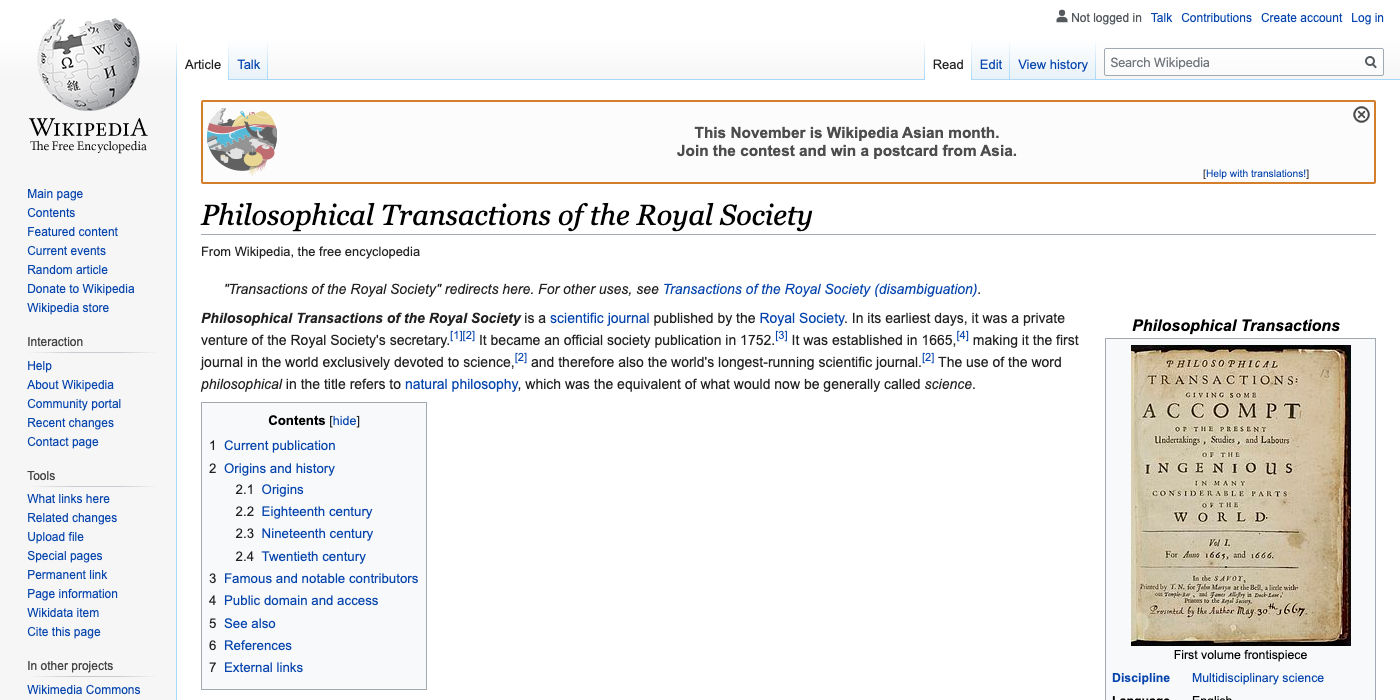 Not logged in Talk Contributions Create account Log in
Article Talk Read Edit View history Search Wikipedia
WIKIPEDIA
The Free Encyclopedia
Main page
Contents
Featured content
Current events
Random article
Donate to Wikipedia
Wikipedia store
Interaction
Help
About Wikipedia
Community portal
Recent changes
Contact page
Tools
What links here
Related changes
Upload file
Special pages
Permanent link
Page information
Wikidata item
Cite this page
In other projects
Wikimedia Commons
This November is Wikipedia Asian month.
Join the contest and win a postcard from Asia.
[Help with translations!]
Philosophical Transactions of the Royal Society
From Wikipedia, the free encyclopedia
"Transactions of the Royal Society" redirects here. For other uses, see Transactions of the Royal Society (disambiguation).
Philosophical Transactions of the Royal Society is a scientific journal published by the Royal Society. In its earliest days, it was a private
venture of the Royal Society's secretary.[1][2] It became an official society publication in 1752.[3] It was established in 1665,[4] making it the first
journal in the world exclusively devoted to science,[2] and therefore also the world's longest-running scientific journal.[2] The use of the word
philosophical in the title refers to natural philosophy, which was the equivalent of what would now be generally called science.
Contents [hide]
1 Current publication
2 Origins and history
2.1 Origins
2.2 Eighteenth century
2.3 Nineteenth century
2.4 Twentieth century
3 Famous and notable contributors
4 Public domain and access
5 See also
6 References
7 External links
Philosophical Transactions
PHILOSOPHICAL
TRANSACTIONS:
GIVING SOME
ACCOMPT
OF THE PRESENT
Undertakings, Studies, and Labours
OF THE
INGENIOUS
IN MANY
CONSIDERABLE PARTS
OF THE
WORLD.
Vol I.
For Anno 1665, and 1666.
In the SAVOY,
Printed by T. N. for John Martyn at the Bell, a little with-
out Temple-Bar, and James Allestry in Duck-Lane,
Printers to the Royal Society.
Presented by the Author May. 30th 1667.
First volume frontispiece
Discipline Multidisciplinary science
Language English